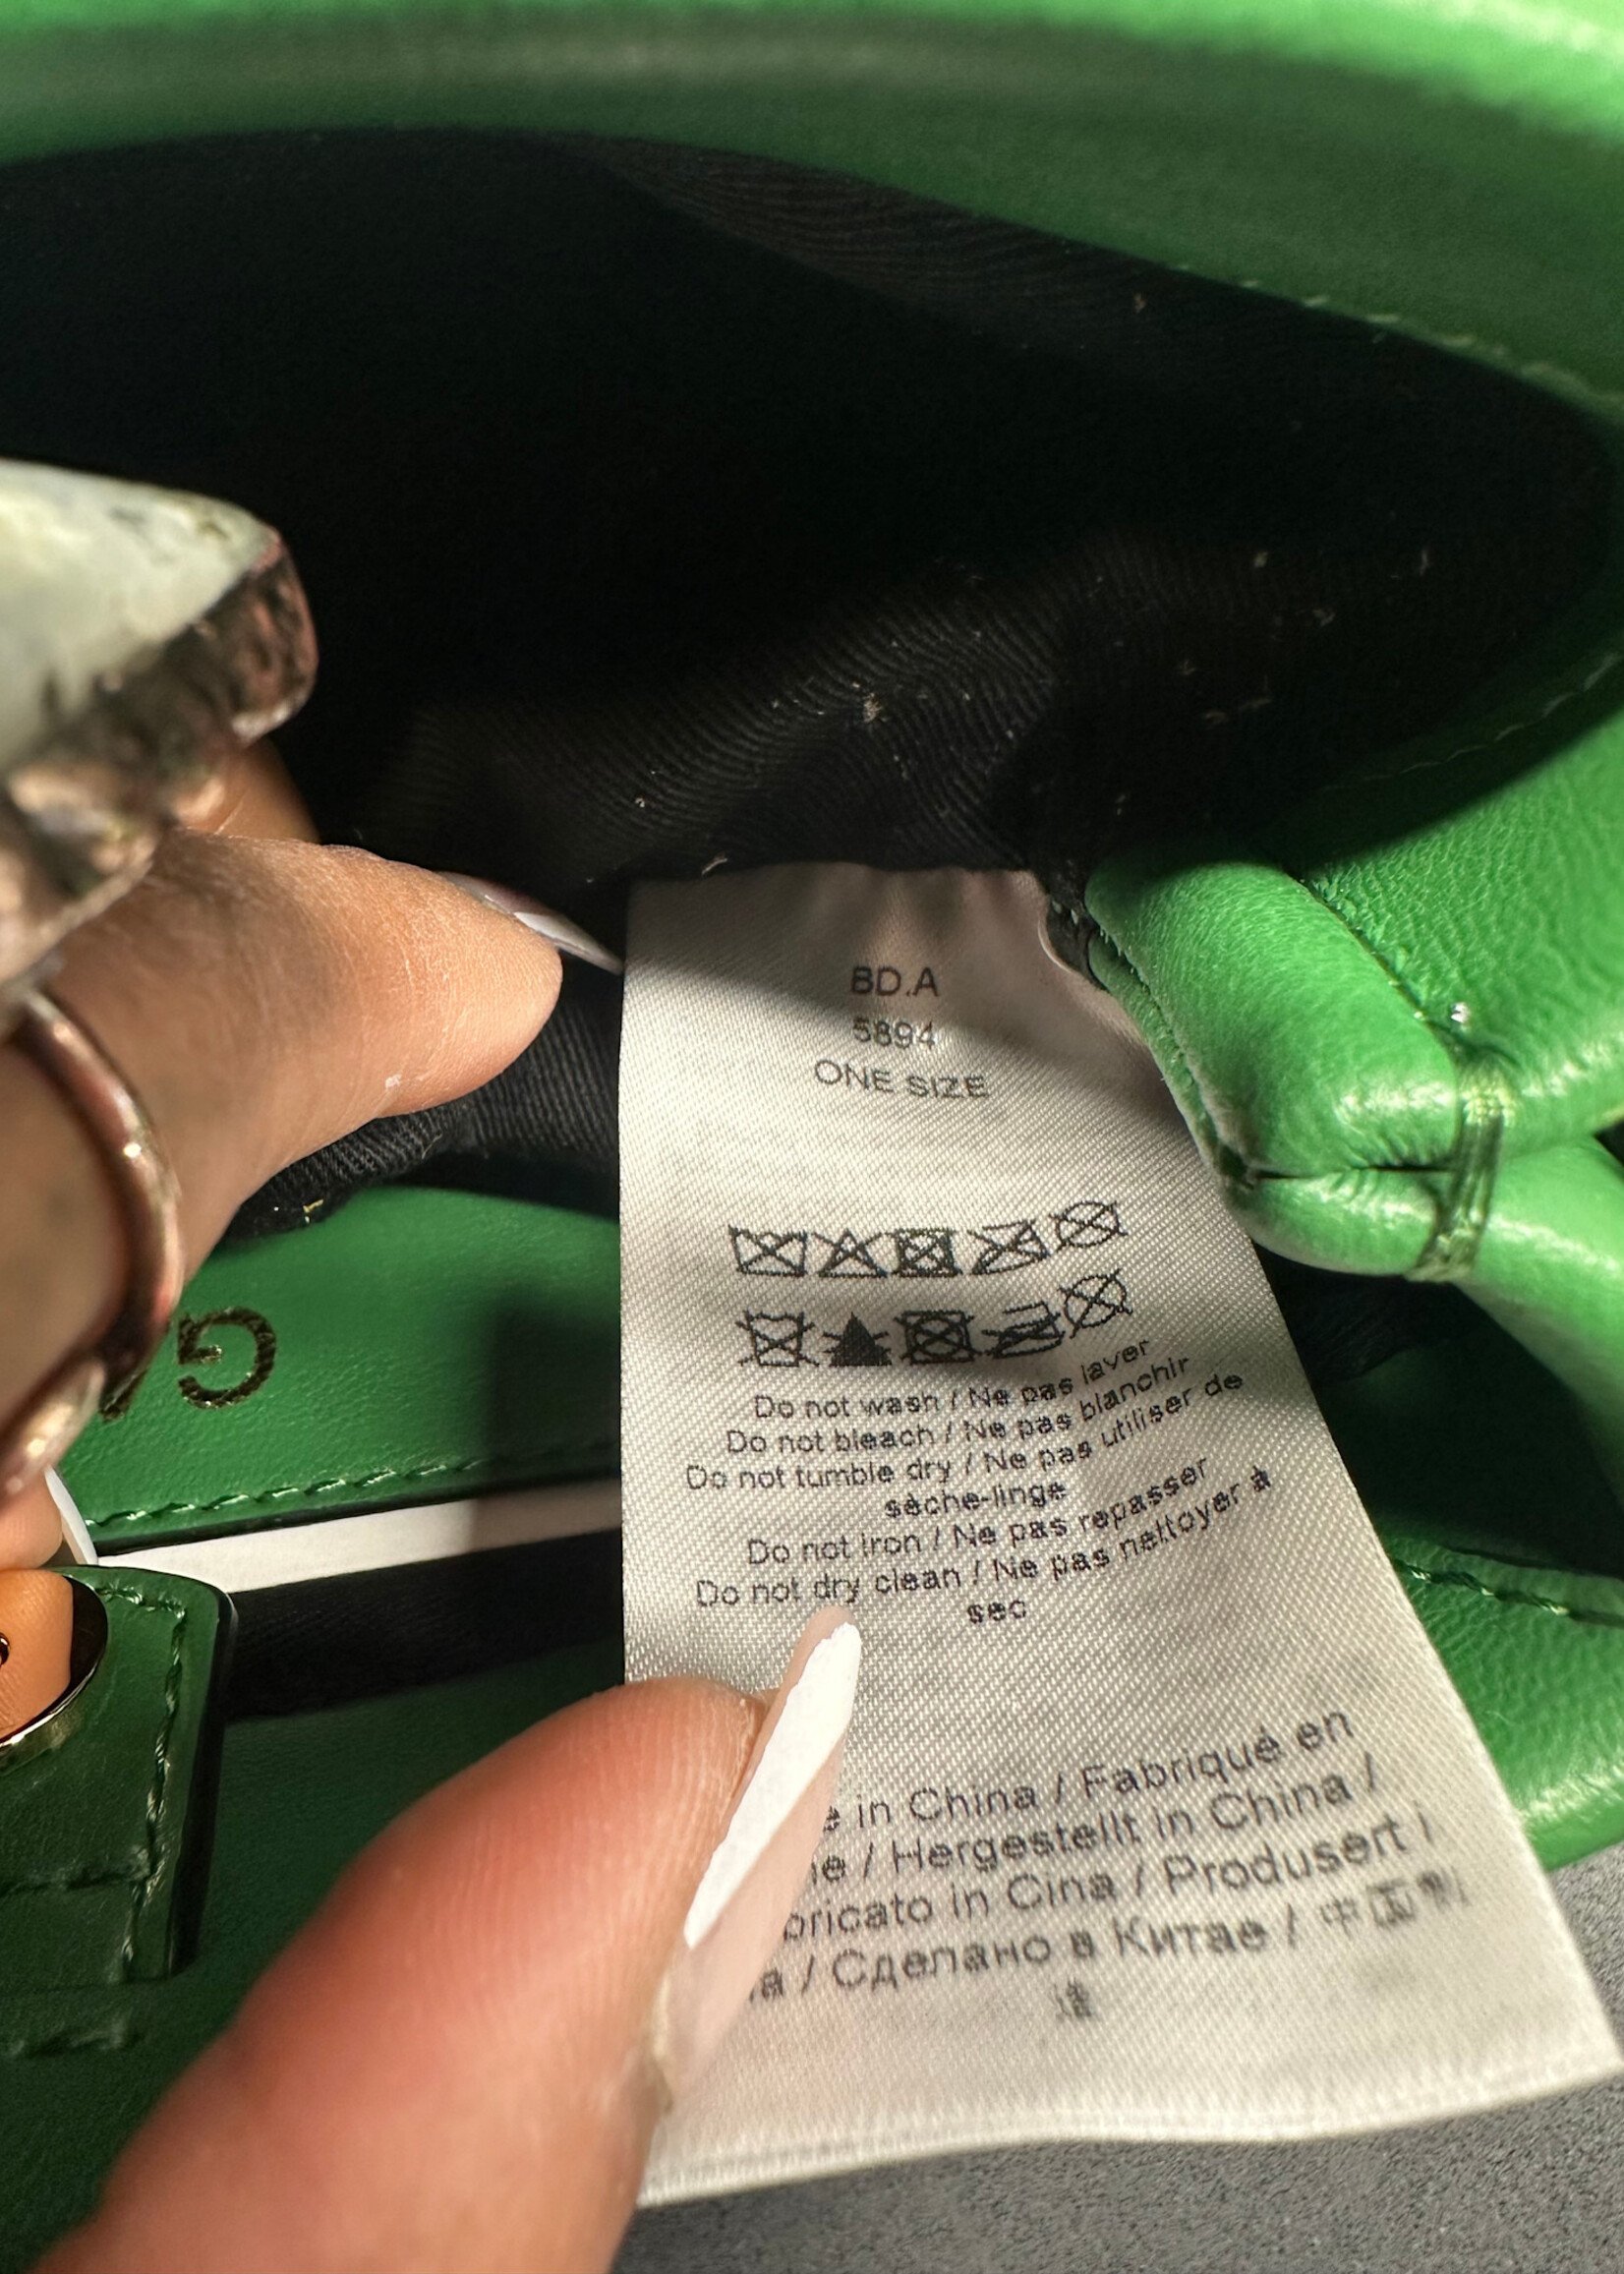 BD.A
5894
ONE SIZE
Do not wash / Ne pas laver
Do not bleach / Ne pas blanchir
Do not tumble dry / Ne pas utiliser de
sèche-linge
Do not iron / Ne pas repasser
Do not dry clean / Ne pas nettoyer à
sec
in China / Fabriqué en
/ Hergestellt in China /
in Cina / Produsert i
/ Сделано в Китае / 中国制
造
G